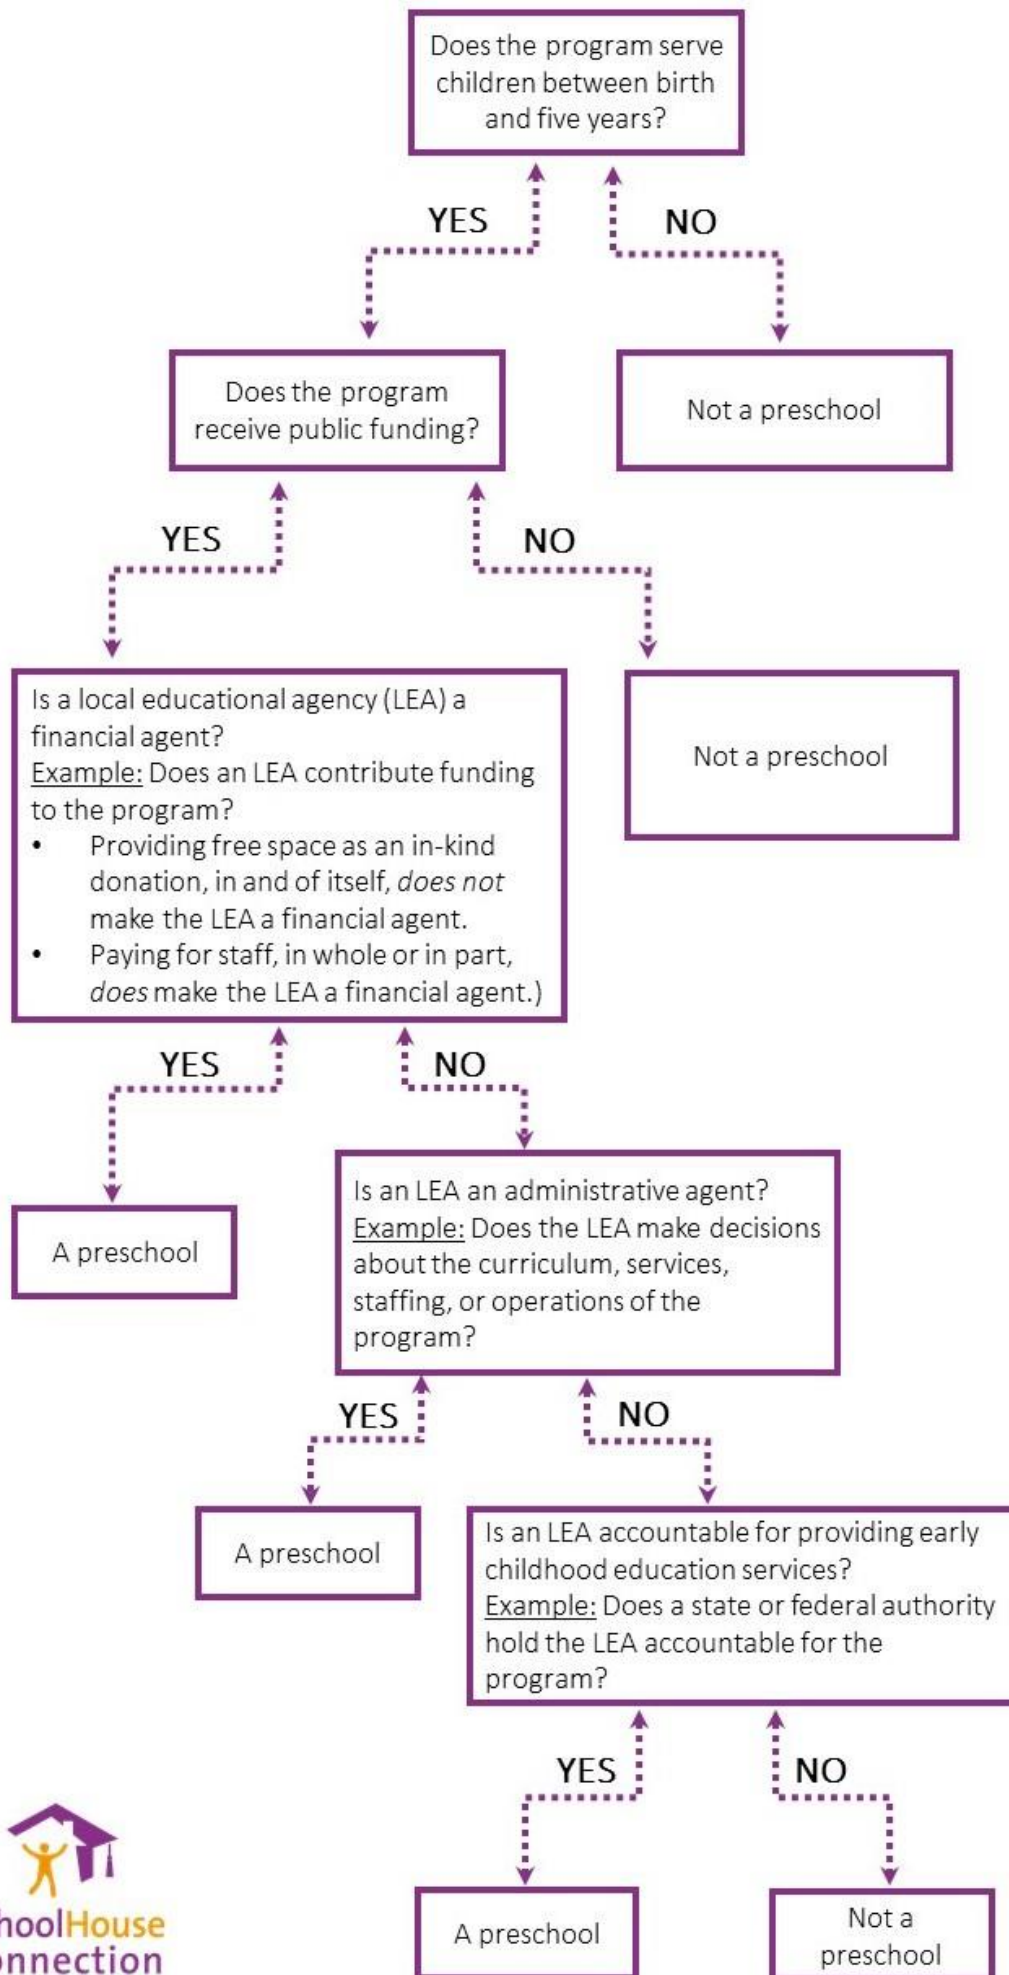 Does the program serve
children between birth
and five years?
YES
NO
Does the program
receive public funding?
Not a preschool
YES
NO
Is a local educational agency (LEA) a
financial agent?
Example: Does an LEA contribute funding
to the program?
• Providing free space as an in-kind
donation, in and of itself, does not
make the LEA a financial agent.
• Paying for staff, in whole or in part,
does make the LEA a financial agent.)
Not a preschool
YES
NO
A preschool
Is an LEA an administrative agent?
Example: Does the LEA make decisions
about the curriculum, services,
staffing, or operations of the
program?
YES
NO
A preschool
Is an LEA accountable for providing early
childhood education services?
Example: Does a state or federal authority
hold the LEA accountable for the
program?
YES
NO
A preschool
Not a
preschool
hoolHouse
onnection